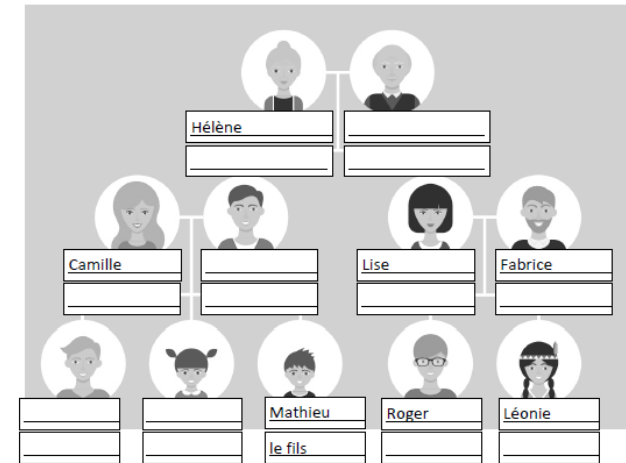 Hélène
Camille
Lise
Fabrice
Mathieu
Roger
Léonie
le fils